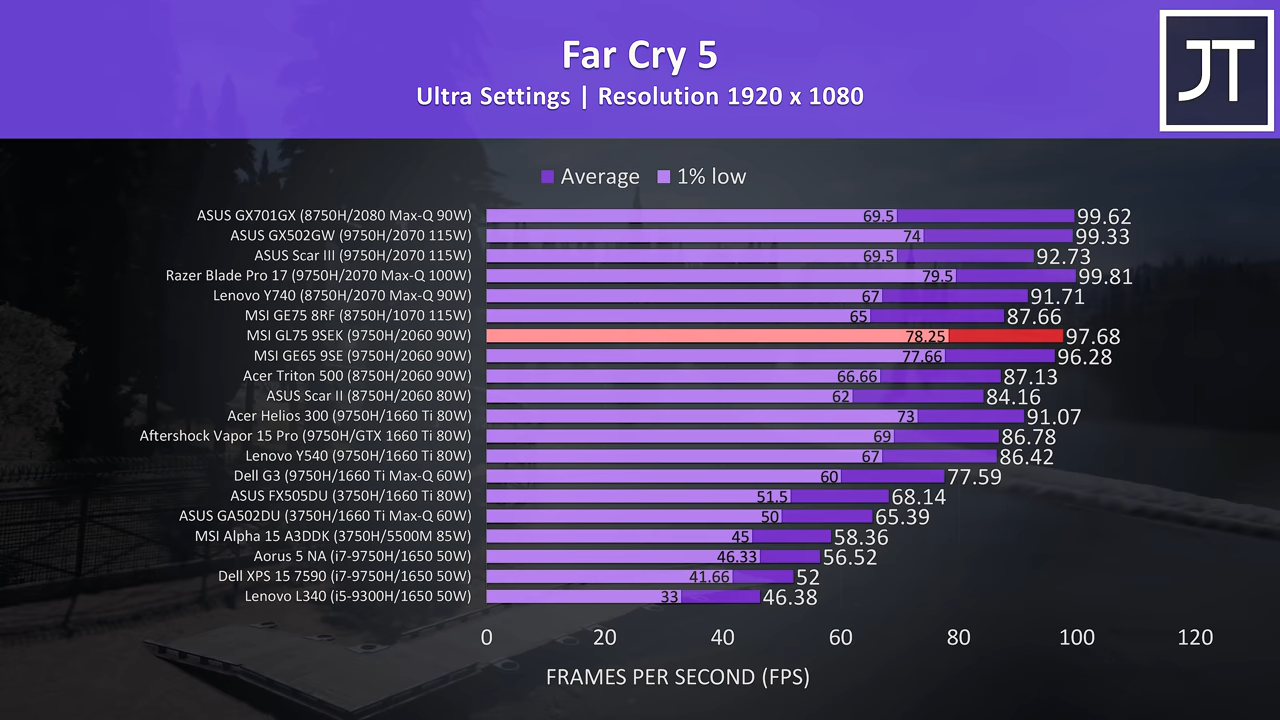 Far Cry 5
JT
Ultra Settings | Resolution 1920 x 1080
Average 1% low
ASUS GX701GX (8750H/2080 Max-Q 90W) 69.5 99.62
ASUS GX502GW (9750H/2070 115W) 74 99.33
ASUS Scar III (9750H/2070 115W) 69.5 92.73
Razer Blade Pro 17 (9750H/2070 Max-Q 100W) 79.5 99.81
Lenovo Y740 (8750H/2070 Max-Q 90W) 67 91.71
MSI GE75 8RF (8750H/1070 115W) 65 87.66
MSI GL75 9SEK (9750H/2060 90W) 78.25 97.68
MSI GE65 9SE (9750H/2060 90W) 77.66 96.28
Acer Triton 500 (8750H/2060 90W) 66.66 87.13
ASUS Scar II (8750H/2060 80W) 62 84.16
Acer Helios 300 (9750H/1660 Ti 80W) 73 91.07
Aftershock Vapor 15 Pro (9750H/GTX 1660 Ti 80W) 69 86.78
Lenovo Y540 (9750H/1660 Ti 80W) 67 86.42
Dell G3 (9750H/1660 Ti Max-Q 60W) 60 77.59
ASUS FX505DU (3750H/1660 Ti 80W) 51.5 68.14
ASUS GA502DU (3750H/1660 Ti Max-Q 60W) 50 65.39
MSI Alpha 15 A3DDK (3750H/5500M 85W) 45 58.36
Aorus 5 NA (i7-9750H/1650 50W) 46.33 56.52
Dell XPS 15 7590 (i7-9750H/1650 50W) 41.66 52
Lenovo L340 (i5-9300H/1650 50W) 33 46.38
0 20 40 60 80 100 120
FRAMES PER SECOND (FPS)